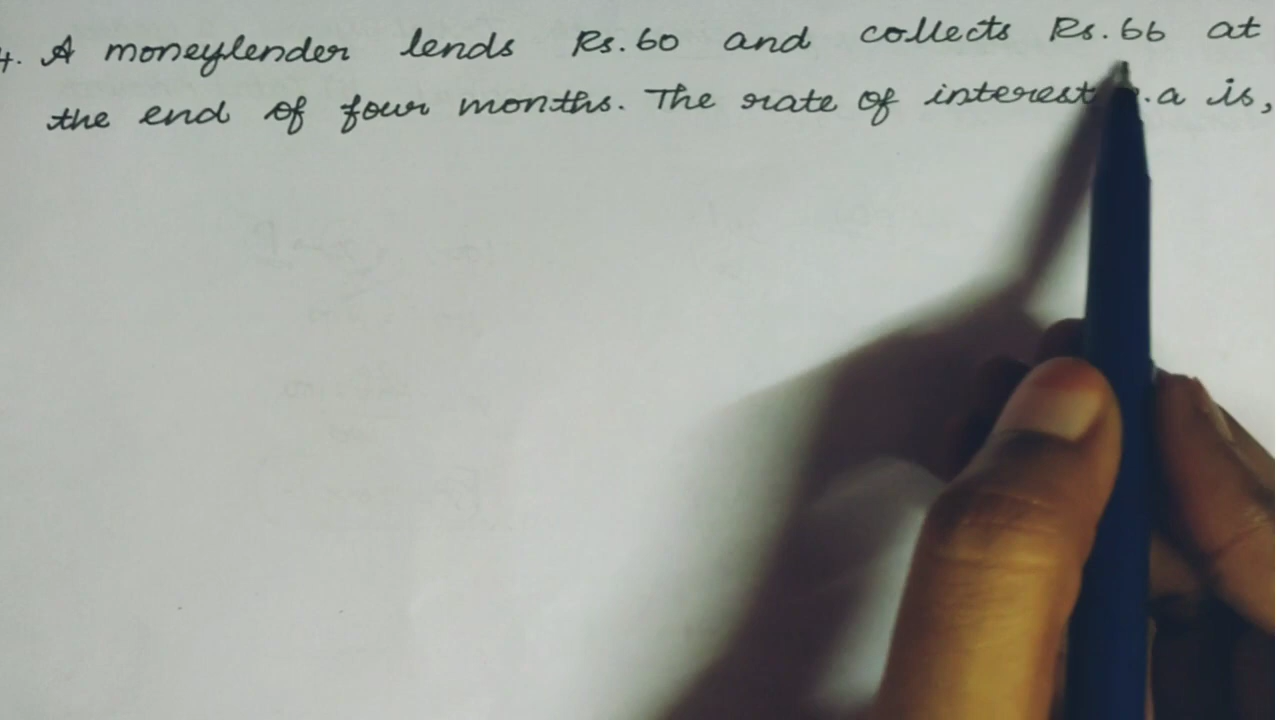 4. A moneylender lends Rs. 60 and collects Rs. 66 at
the end of four months. The rate of interest .a is,